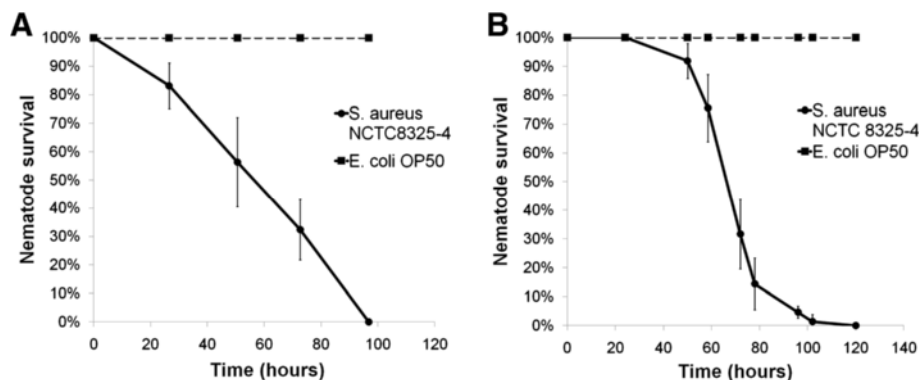 A
Nematode survival
100%
90%
80%
70%
60%
50%
40%
30%
20%
10%
0%
0 20 40 60 80 100 120
Time (hours)
S. aureus
NCTC8325-4
E. coli OP50
B
Nematode survival
100%
90%
80%
70%
60%
50%
40%
30%
20%
10%
0%
0 20 40 60 80 100 120 140
Time (hours)
S. aureus
NCTC 8325-4
E. coli OP50